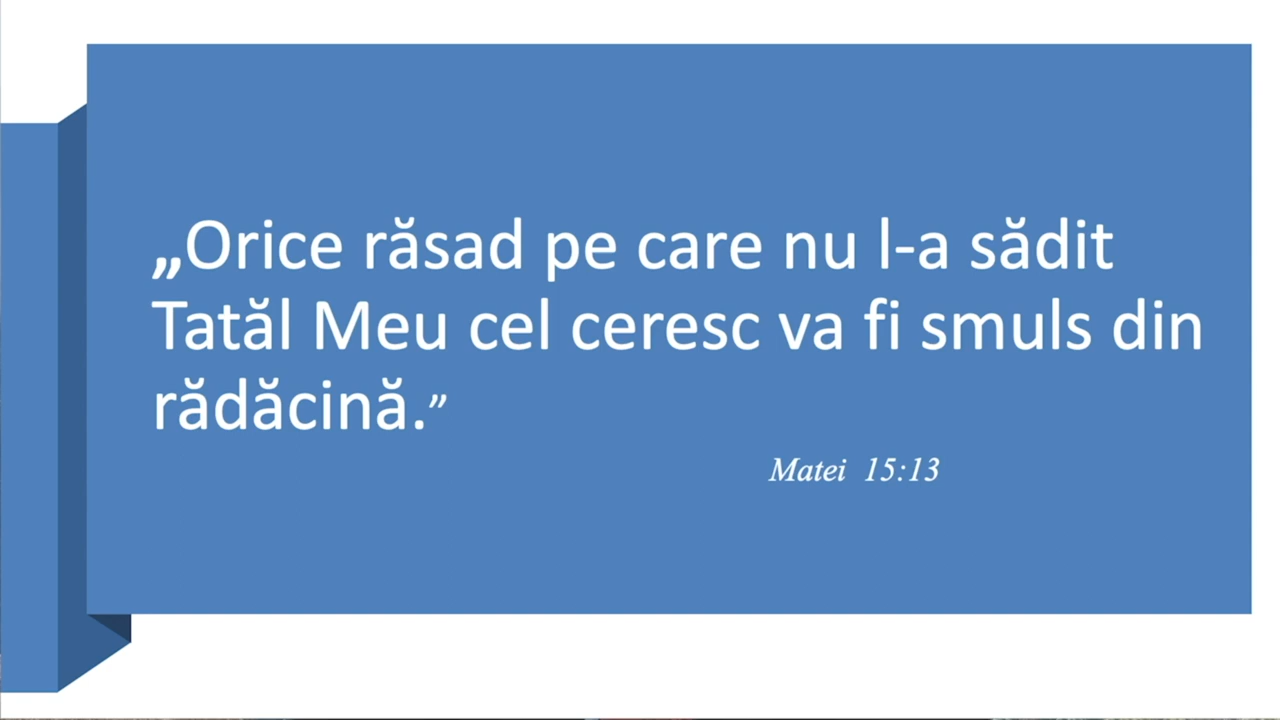 „Orice răsad pe care nu l-a sădit
Tatăl Meu cel ceresc va fi smuls din
rădăcină.”
Matei 15:13